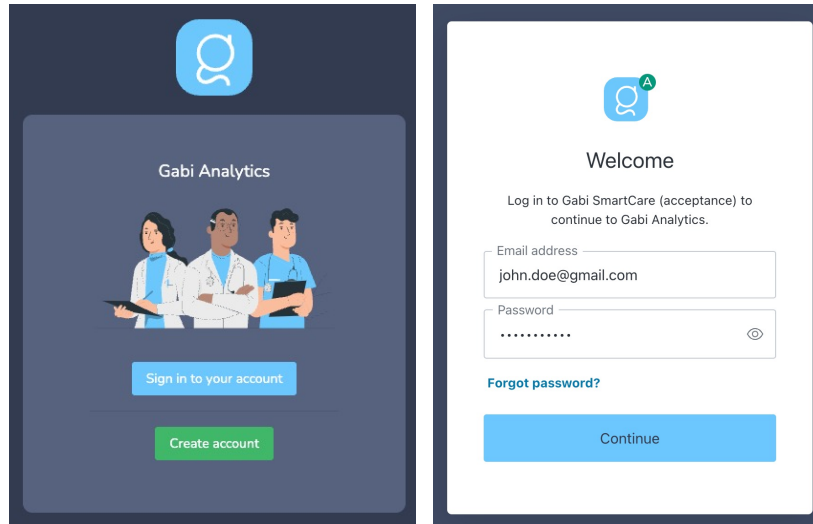 Gabi Analytics
Sign in to your account
Create account
A
Welcome
Log in to Gabi SmartCare (acceptance) to
continue to Gabi Analytics.
Email address
john.doe@gmail.com
Password
•••••••••••
Forgot password?
Continue